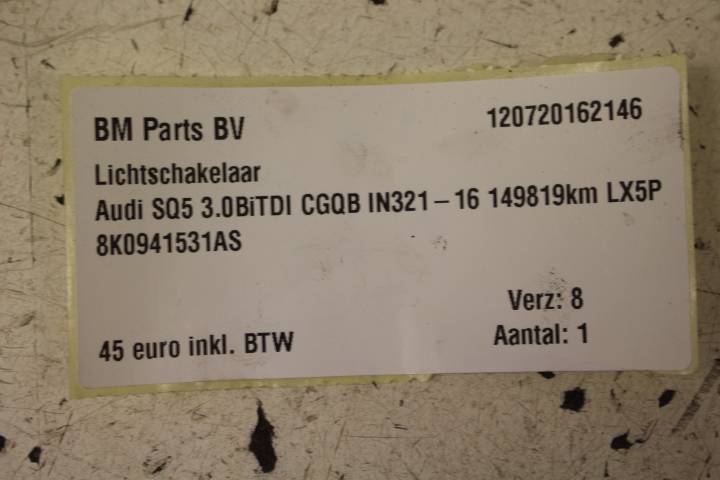 BM Parts BV
120720162146
Lichtschakelaar
Audi SQ5 3.0BiTDI CGQB IN321-16 149819km LX5P
8K0941531AS
Verz: 8
45 euro inkl. BTW
Aantal: 1